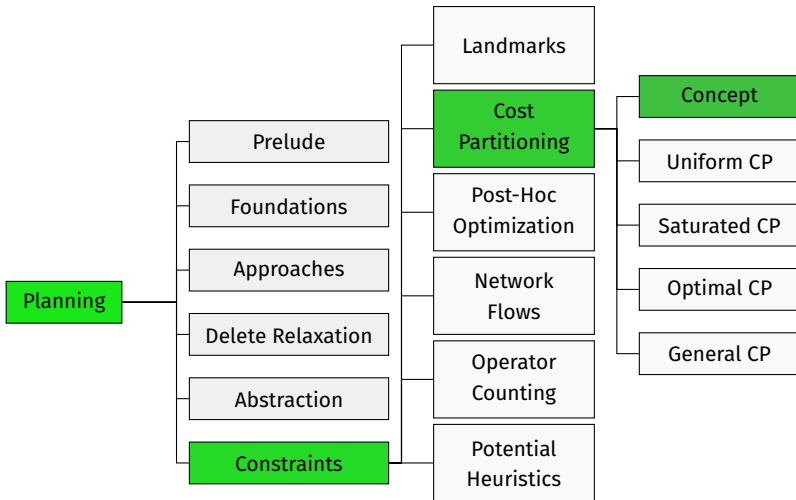 Planning
Prelude
Foundations
Approaches
Delete Relaxation
Abstraction
Constraints
Landmarks
Cost
Partitioning
Post-Hoc
Optimization
Network
Flows
Operator
Counting
Potential
Heuristics
Concept
Uniform CP
Saturated CP
Optimal CP
General CP